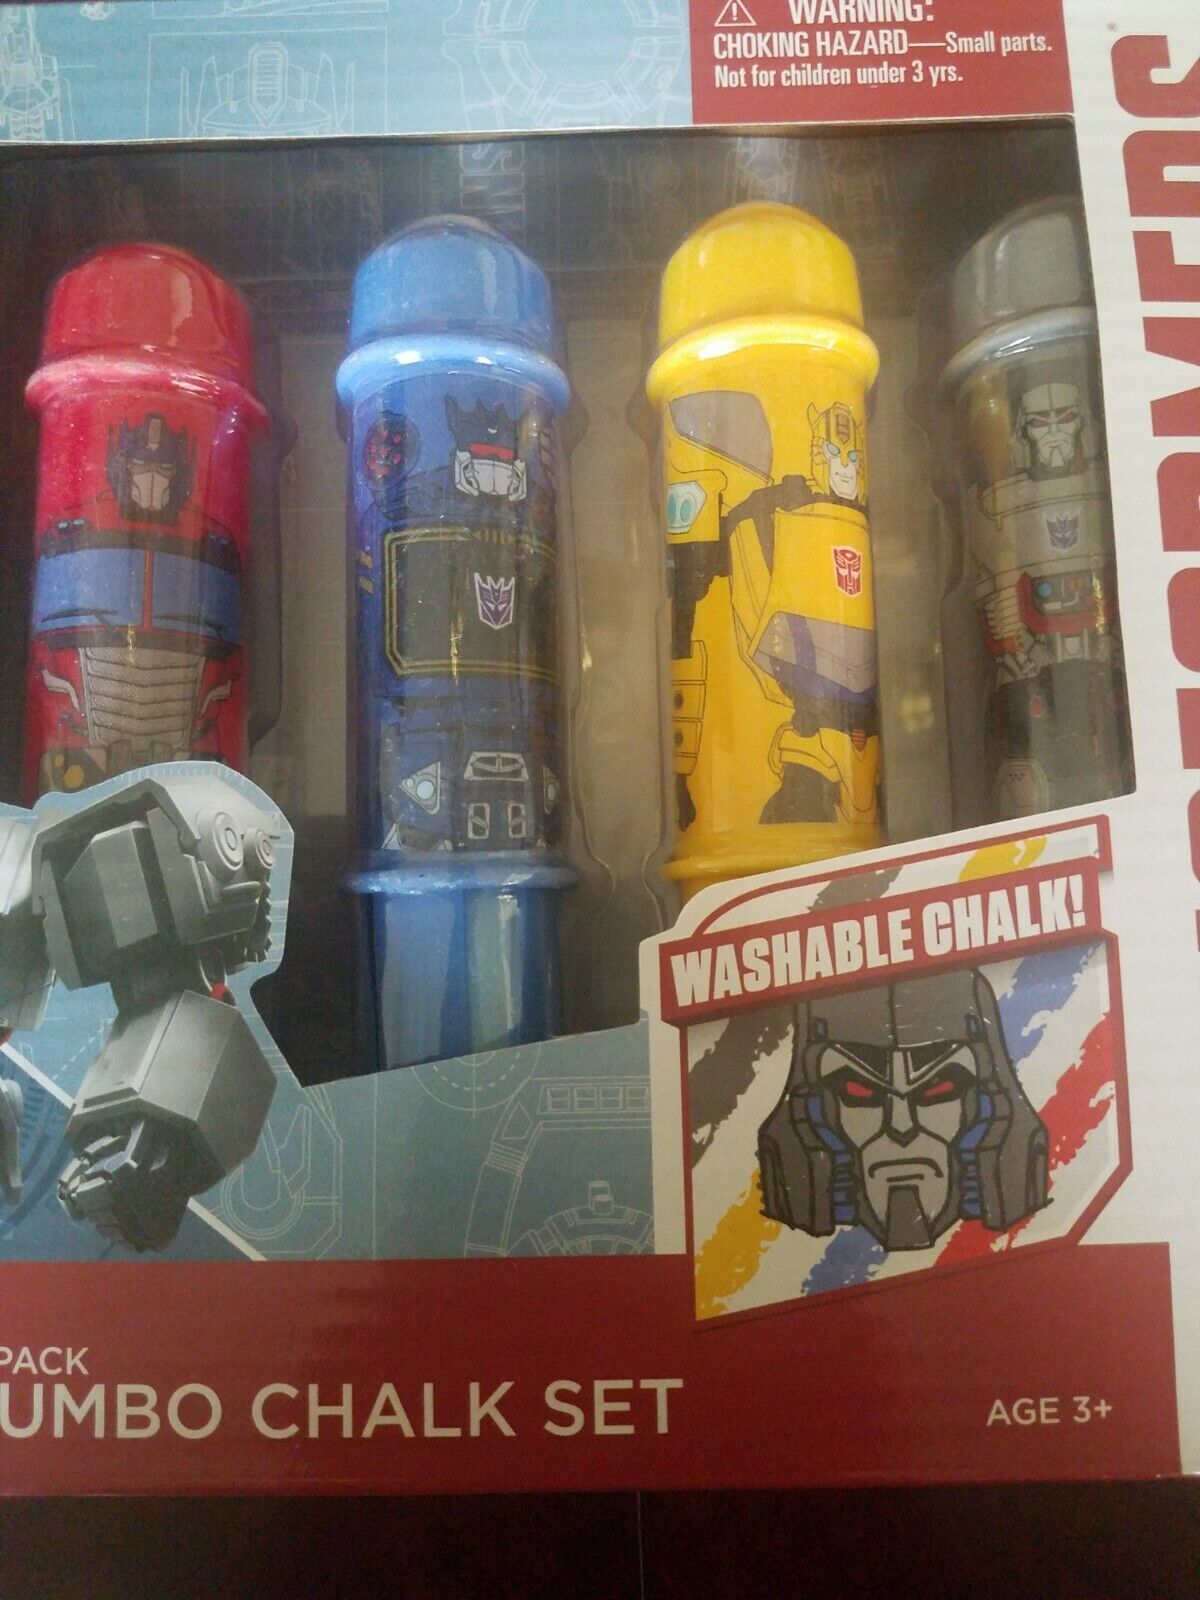 WARNING:
CHOKING HAZARD—Small parts.
Not for children under 3 yrs.
WASHABLE CHALK!
PACK
UMBO CHALK SET
AGE 3+